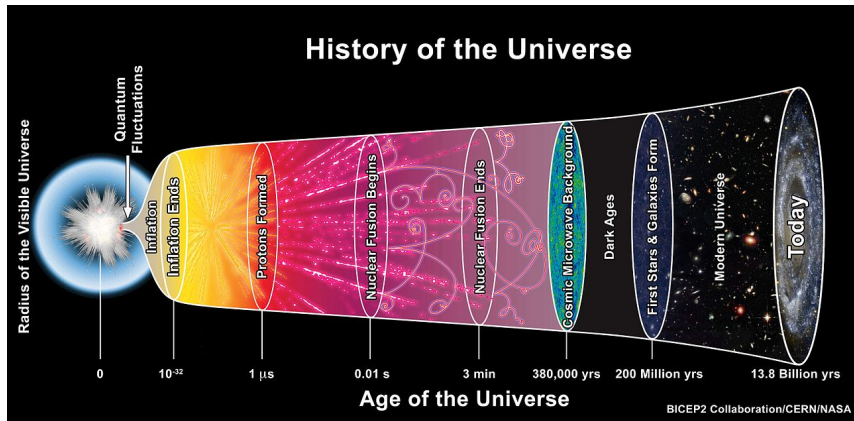 History of the Universe
Radius of the Visible Universe
Quantum
Fluctuations
Inflation
Inflation Ends
Protons Formed
Nuclear Fusion Begins
Nuclear Fusion Ends
Cosmic Microwave Background
Dark Ages
First Stars & Galaxies Form
Modern Universe
Today
0
10⁻³²
1 µs
0.01 s
3 min
380,000 yrs
200 Million yrs
13.8 Billion yrs
Age of the Universe
BICEP2 Collaboration/CERN/NASA